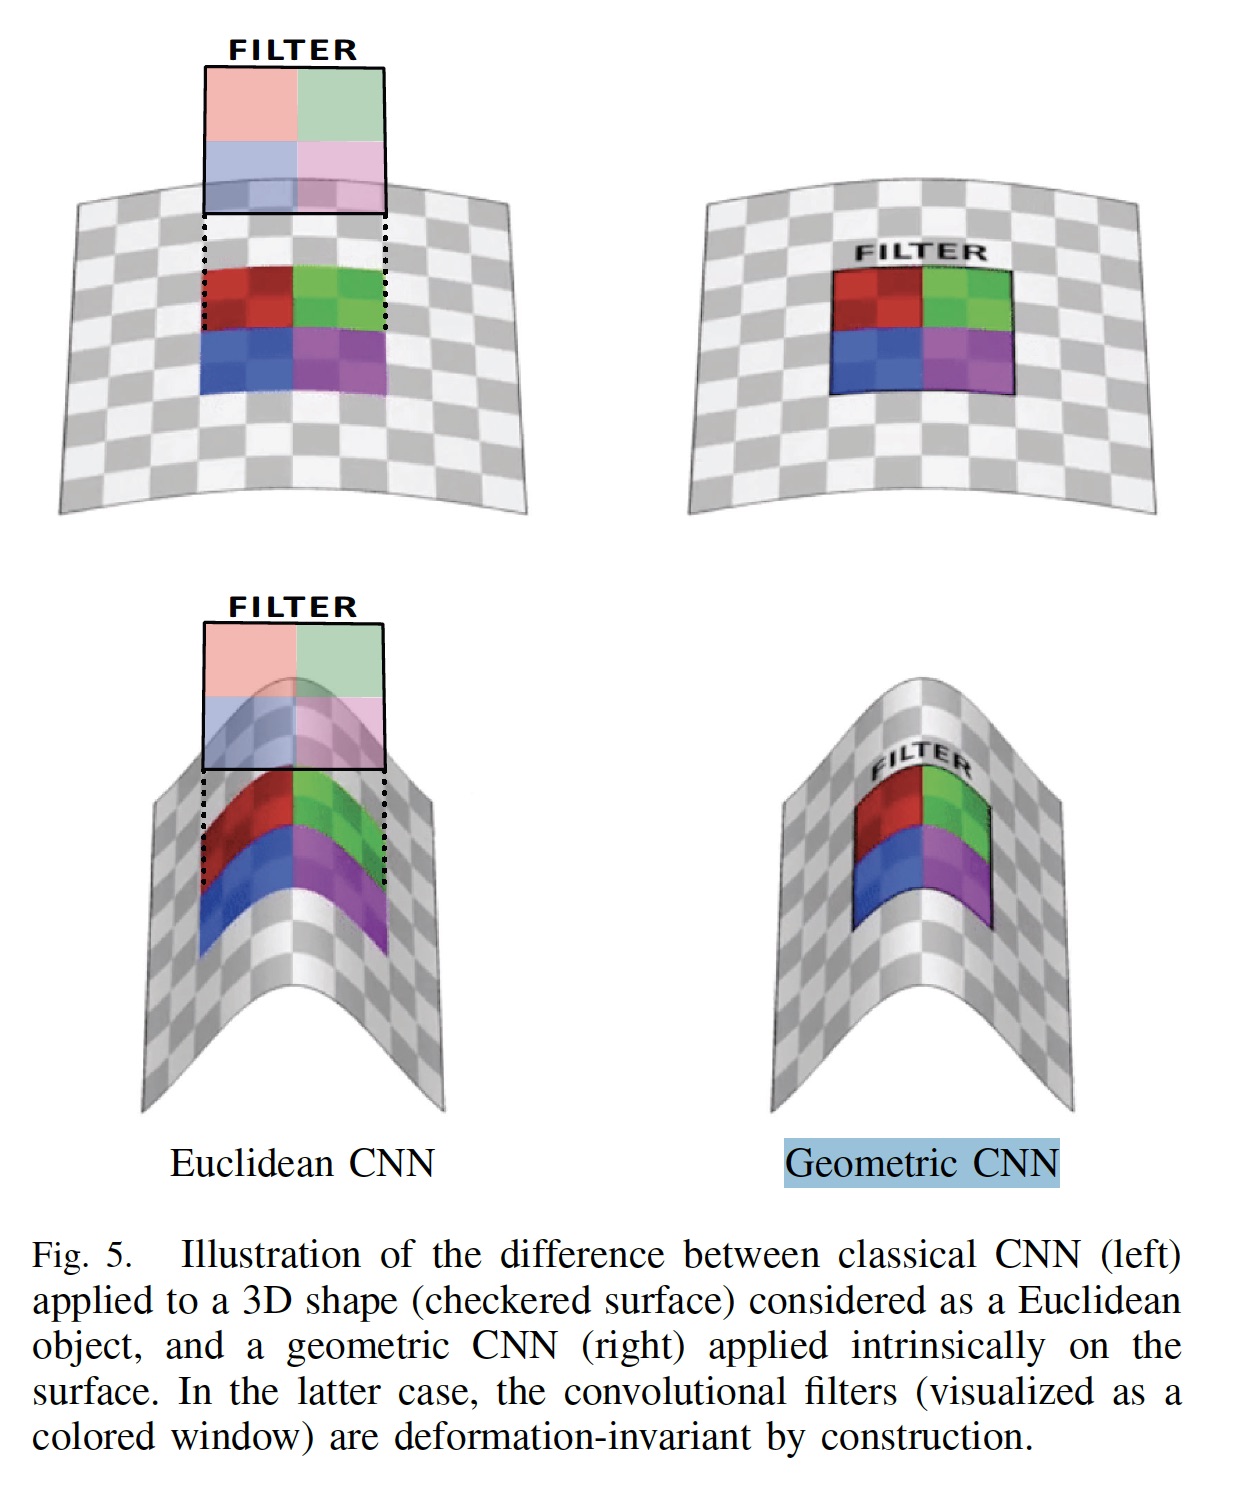 FILTER
FILTER
FILTER
FILTER
Euclidean CNN
Geometric CNN
Fig. 5. Illustration of the difference between classical CNN (left)
applied to a 3D shape (checkered surface) considered as a Euclidean
object, and a geometric CNN (right) applied intrinsically on the
surface. In the latter case, the convolutional filters (visualized as a
colored window) are deformation-invariant by construction.